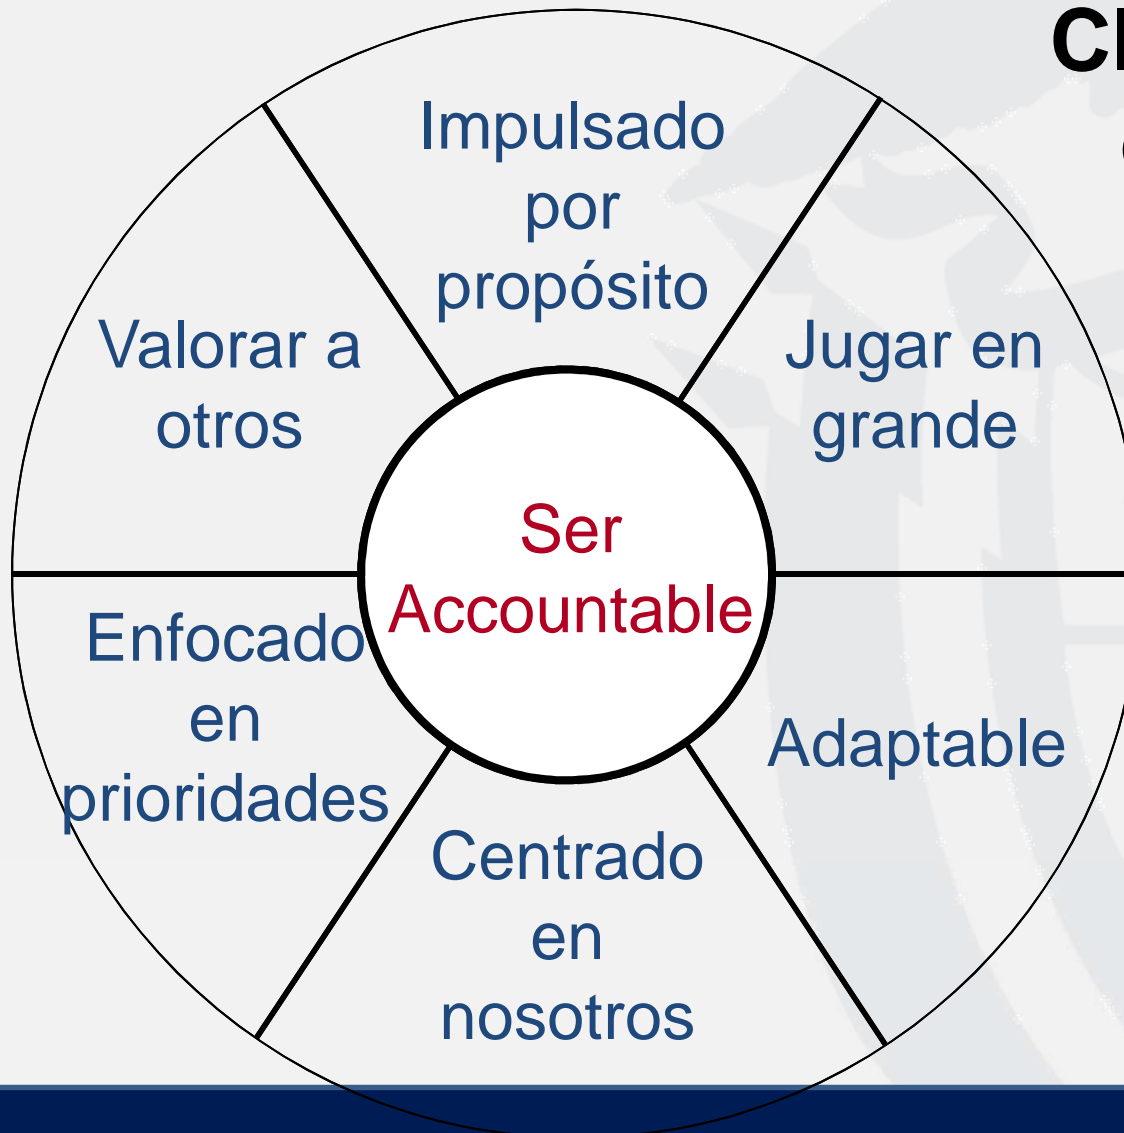 Impulsado
por
propósito
Valorar a
otros
Jugar en
grande
Ser
Accountable
Enfocado
en
prioridades
Adaptable
Centrado
en
nosotros